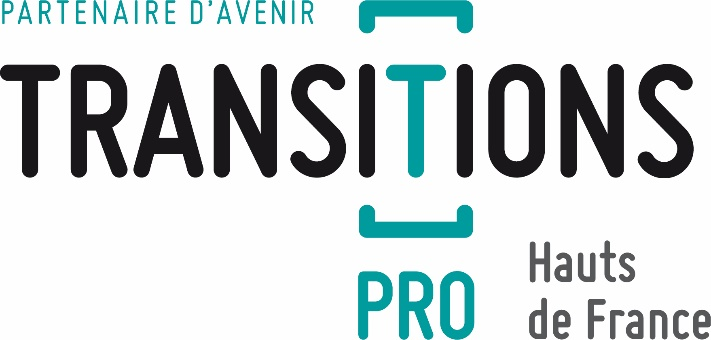 PARTENAIRE D'AVENIR
TRANSITIONS
PRO
Hauts
de France